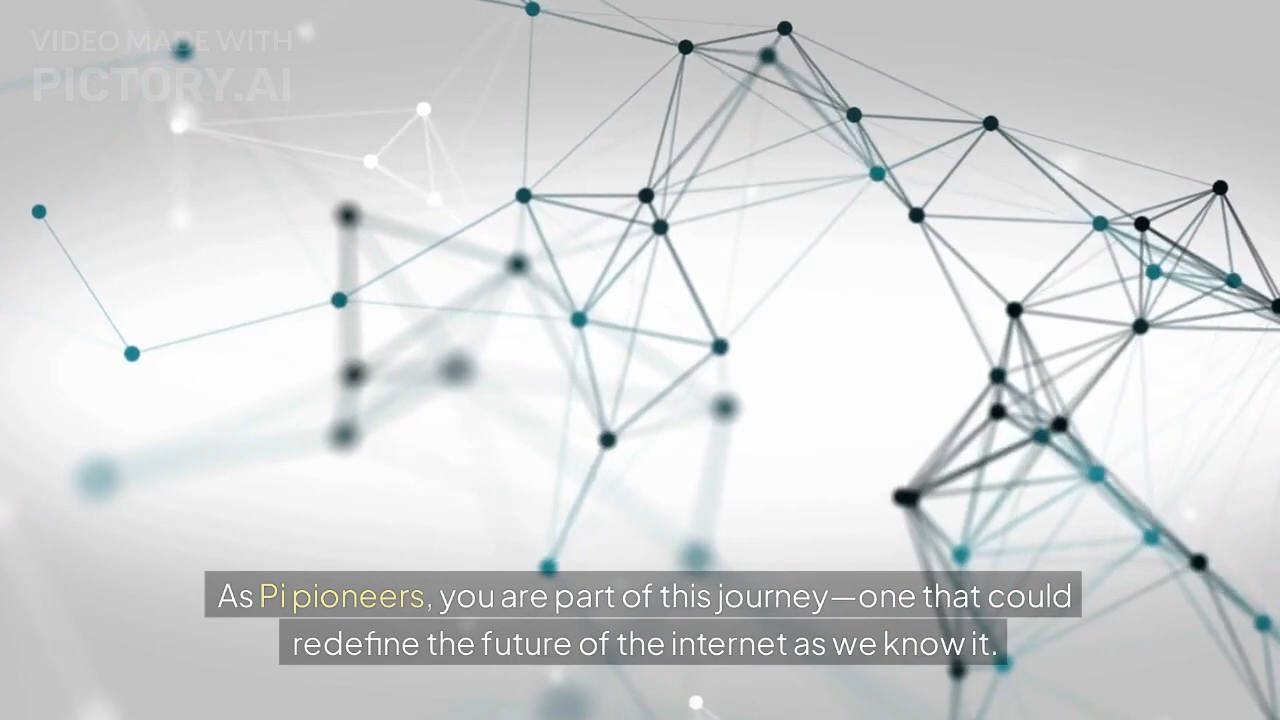 VIDEO MADE WITH
PICTORY.AI
As Pi pioneers, you are part of this journey—one that could
redefine the future of the internet as we know it.